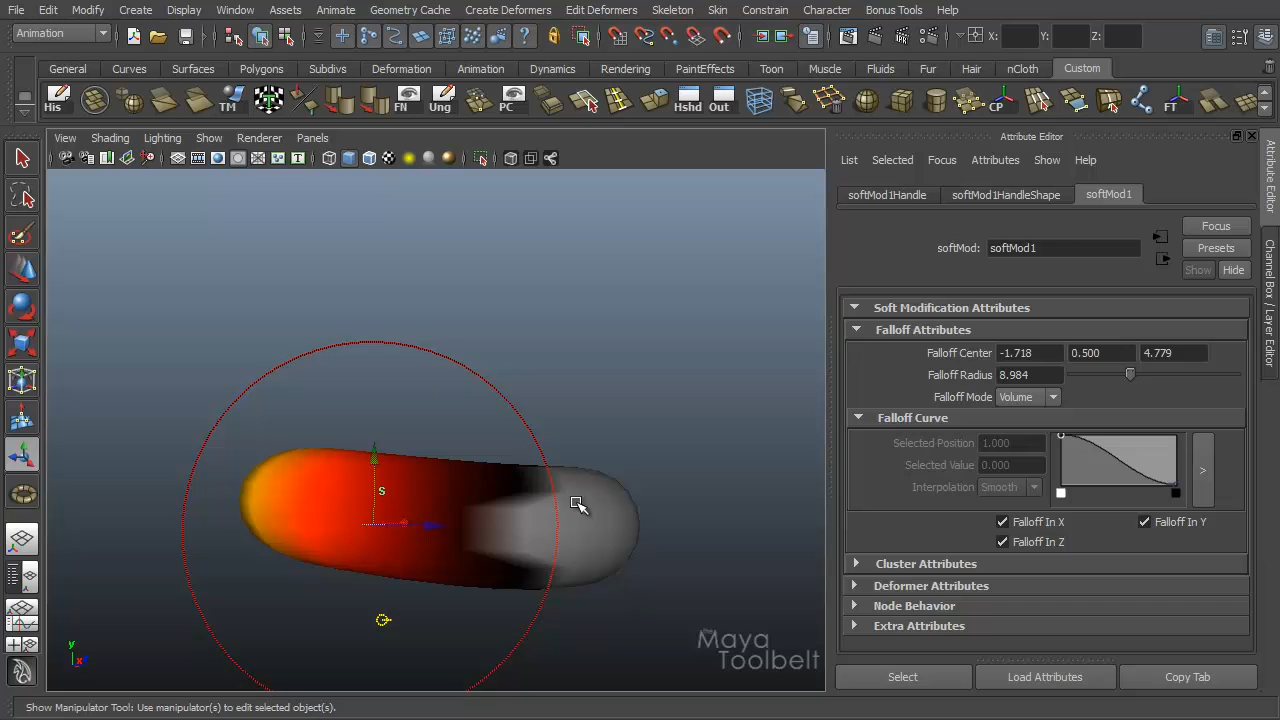 File Edit Modify Create Display Window Assets Animate Geometry Cache Create Deformers Edit Deformers Skeleton Skin Constrain Character Bonus Tools Help
Animation X: Y: Z:
General Curves Surfaces Polygons Subdivs Deformation Animation Dynamics Rendering PaintEffects Toon Muscle Fluids Fur Hair nCloth Custom
His TM FN Ung PC Hshd Out CP FT
View Shading Lighting Show Renderer Panels
Attribute Editor
List Selected Focus Attributes Show Help
softMod1Handle softMod1HandleShape softMod1
Focus
softMod: softMod1 Presets
Show Hide
Soft Modification Attributes
Falloff Attributes
Falloff Center -1.718 0.500 4.779
Falloff Radius 8.984
Falloff Mode Volume
Falloff Curve
Selected Position 1.000
Selected Value 0.000
Interpolation Smooth
>
Falloff In X Falloff In Y
Falloff In Z
Cluster Attributes
Deformer Attributes
Node Behavior
Extra Attributes
Select Load Attributes Copy Tab
Attribute Editor
Channel Box / Layer Editor
S
y
x
the Maya
Toolbelt
Show Manipulator Tool: Use manipulator(s) to edit selected object(s).